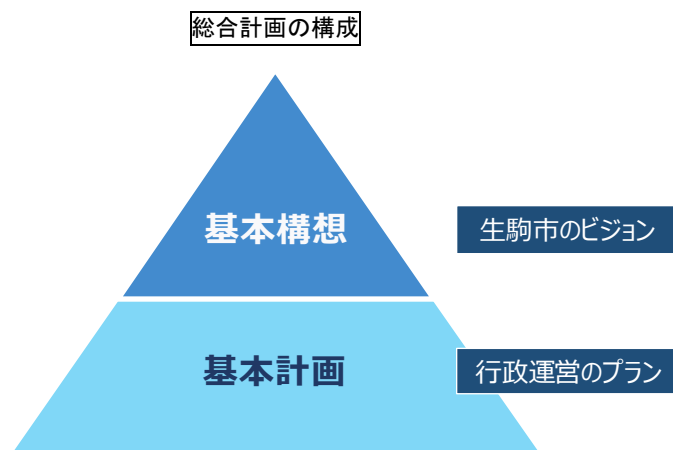 総合計画の構成
基本構想
生駒市のビジョン
基本計画
行政運営のプラン